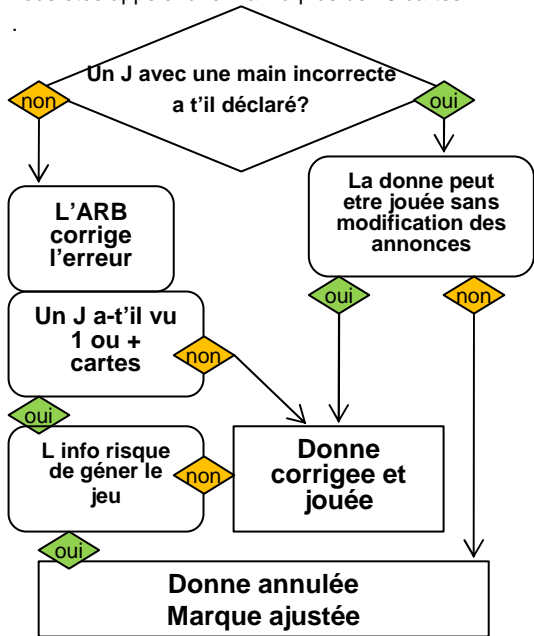 .
Un J avec une main incorrecte
a t'il déclaré?
non
oui
L'ARB
corrige
l'erreur
La donne peut
etre jouée sans
modification des
annonces
Un J a-t'il vu
1 ou +
cartes
non
oui
non
oui
L info risque
de géner le
jeu
non
Donne
corrigee et
jouée
oui
Donne annulée
Marque ajustée